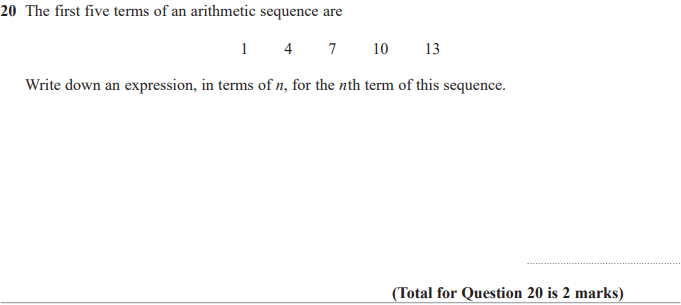 20 The first five terms of an arithmetic sequence are
1 4 7 10 13
Write down an expression, in terms of n, for the nth term of this sequence.
(Total for Question 20 is 2 marks)